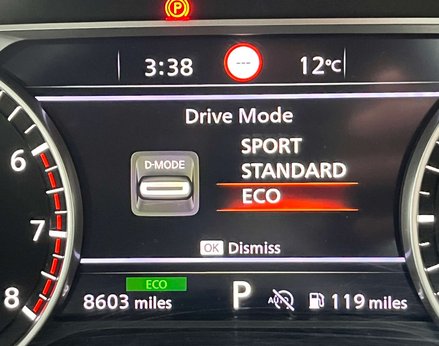 P
3:38 --- 12°C
Drive Mode
D-MODE
SPORT
STANDARD
ECO
OK Dismiss
6
7
8
ECO
8603 miles P AUTO 119 miles